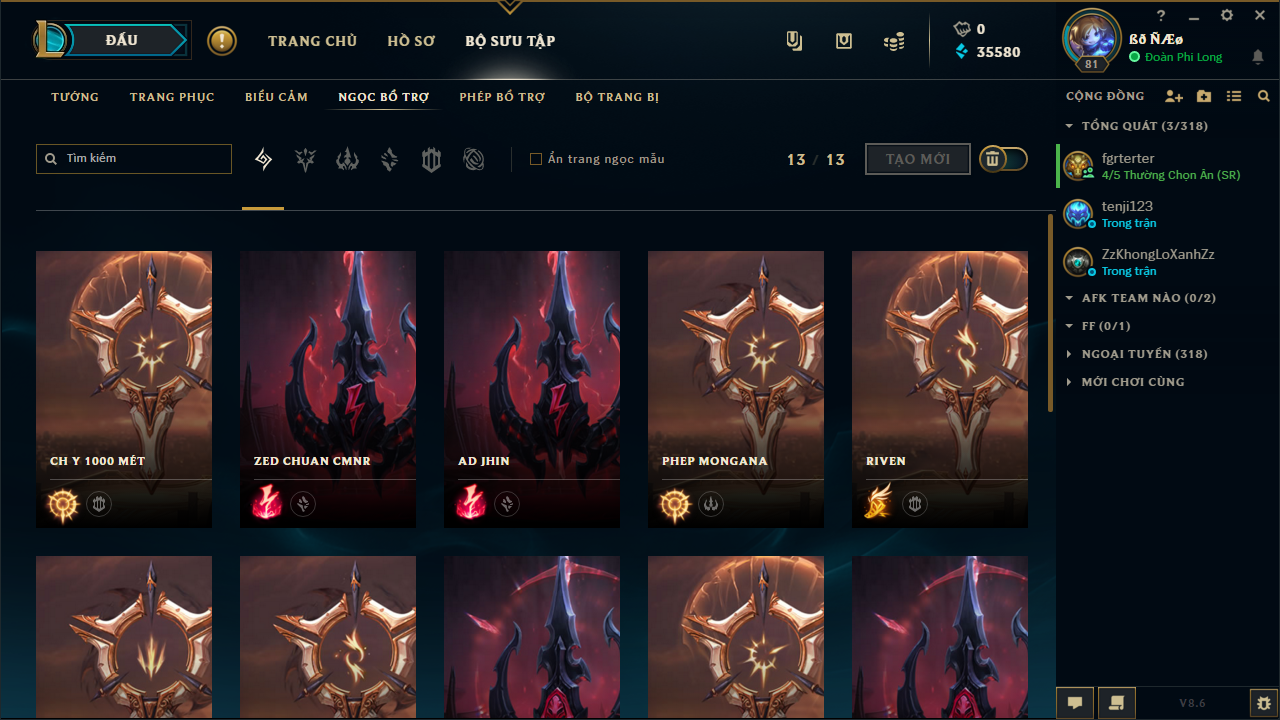 ĐẤU
TRANG CHỦ
HỒ SƠ
BỘ SƯU TẬP
0
35580
?
81
ßð ÑÆø
Đoàn Phi Long
TƯỚNG
TRANG PHỤC
BIỂU CẢM
NGỌC BỔ TRỢ
PHÉP BỔ TRỢ
BỘ TRANG BỊ
Tìm kiếm
Ẩn trang ngọc mẫu
13 / 13
TẠO MỚI
CH Y 1000 MÉT
ZED CHUAN CMNR
AD JHIN
PHEP MONGANA
RIVEN
CỘNG ĐỒNG
TỔNG QUÁT (3/318)
fgrterter
4/5 Thường Chọn Ẩn (SR)
tenji123
Trong trận
ZzKhongLoXanhZz
Trong trận
AFK TEAM NÀO (0/2)
FF (0/1)
NGOẠI TUYẾN (318)
MỚI CHƠI CÙNG
V8.6